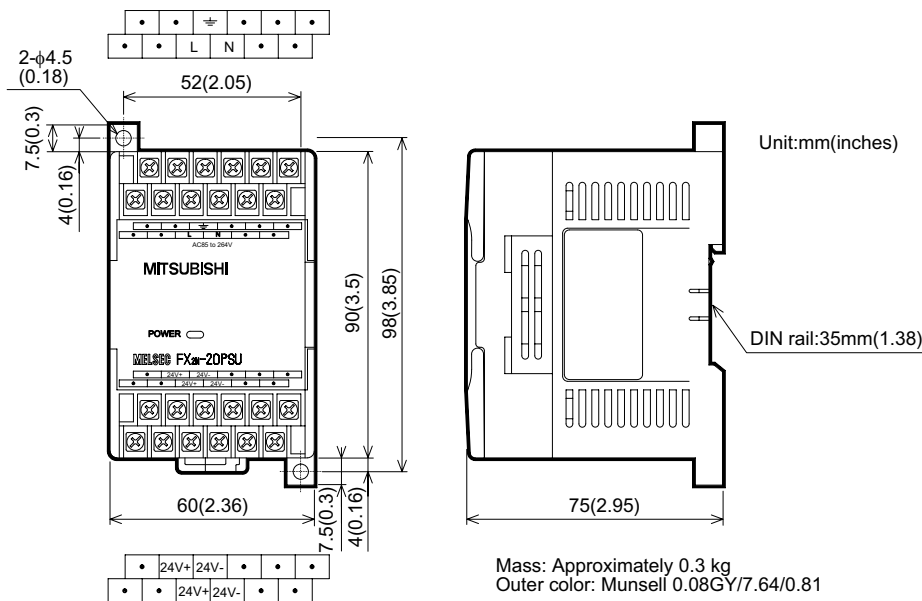 • • ⏚ • • •
• • L N • •
2-ϕ4.5
(0.18)
52(2.05)
7.5(0.3)
4(0.16)
Unit:mm(inches)
• • ⏚ • • •
• • L N • •
AC85 to 264V
MITSUBISHI
90(3.5)
98(3.85)
POWER
DIN rail:35mm(1.38)
MELSEC FX2N-20PSU
• 24V+ 24V- • • •
• • 24V+ 24V- • •
60(2.36)
7.5(0.3)
4(0.16)
75(2.95)
• 24V+ 24V- • • •
• • 24V+ 24V- • •
Mass: Approximately 0.3 kg
Outer color: Munsell 0.08GY/7.64/0.81